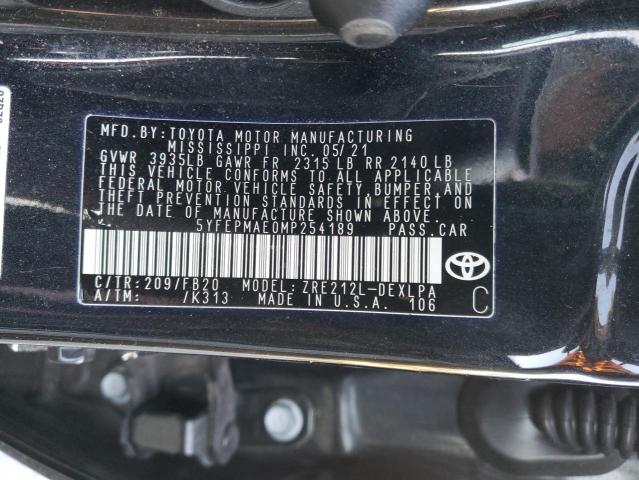 MFD. BY: TOYOTA MOTOR MANUFACTURING
MISSISSIPPI INC. 05/21
GVWR 3935LB GAWR FR 2315 LB RR 2140 LB
THIS VEHICLE CONFORMS TO ALL APPLICABLE
FEDERAL MOTOR VEHICLE SAFETY, BUMPER, AND
THEFT PREVENTION STANDARDS IN EFFECT ON
THE DATE OF MANUFACTURE SHOWN ABOVE.
5YFEPMAE0MP254189 PASS. CAR
C/TR: 209/FB20 MODEL: ZRE212L-DEXLPA
A/TM: /K313 MADE IN U.S.A. 106
C